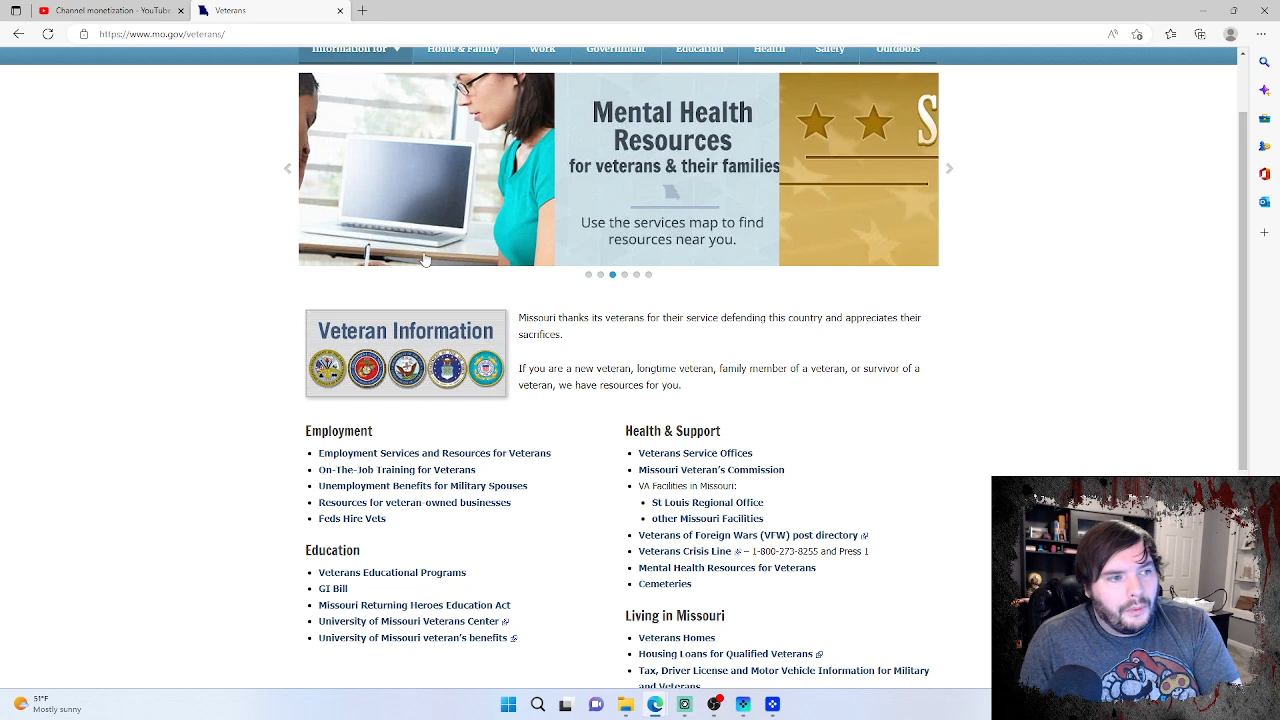 Channel monetization - YouTube
Veterans
https://www.mo.gov/veterans/
Information for
Home & Family
Work
Government
Education
Health
Safety
Outdoors
Mental Health
Resources
for veterans & their families
Use the services map to find
resources near you.
S
Veteran Information
Missouri thanks its veterans for their service defending this country and appreciates their
sacrifices.
If you are a new veteran, longtime veteran, family member of a veteran, or survivor of a
veteran, we have resources for you.
Employment
Employment Services and Resources for Veterans
On-The-Job Training for Veterans
Unemployment Benefits for Military Spouses
Resources for veteran-owned businesses
Feds Hire Vets
Education
Veterans Educational Programs
GI Bill
Missouri Returning Heroes Education Act
University of Missouri Veterans Center
University of Missouri veteran's benefits
Health & Support
Veterans Service Offices
Missouri Veteran's Commission
VA Facilities in Missouri:
St Louis Regional Office
other Missouri Facilities
Veterans of Foreign Wars (VFW) post directory
Veterans Crisis Line – 1-800-273-8255 and Press 1
Mental Health Resources for Veterans
Cemeteries
Living in Missouri
Veterans Homes
Housing Loans for Qualified Veterans
Tax, Driver License and Motor Vehicle Information for Military
and Veterans
51°F
Mostly sunny